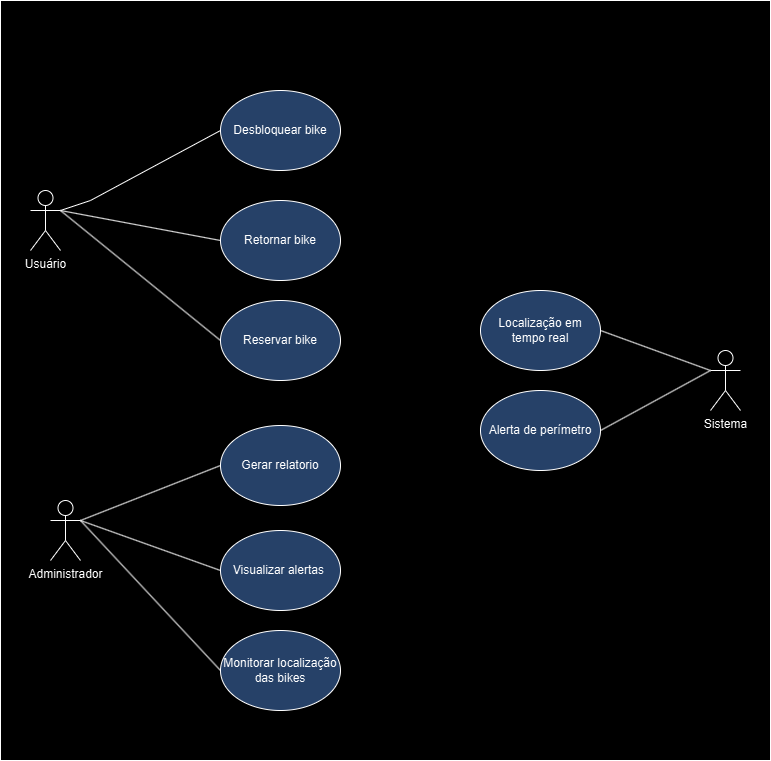 Desbloquear bike
Retornar bike
Usuário
Reservar bike
Localização em
tempo real
Alerta de perímetro
Sistema
Gerar relatorio
Visualizar alertas
Administrador
Monitorar localização
das bikes